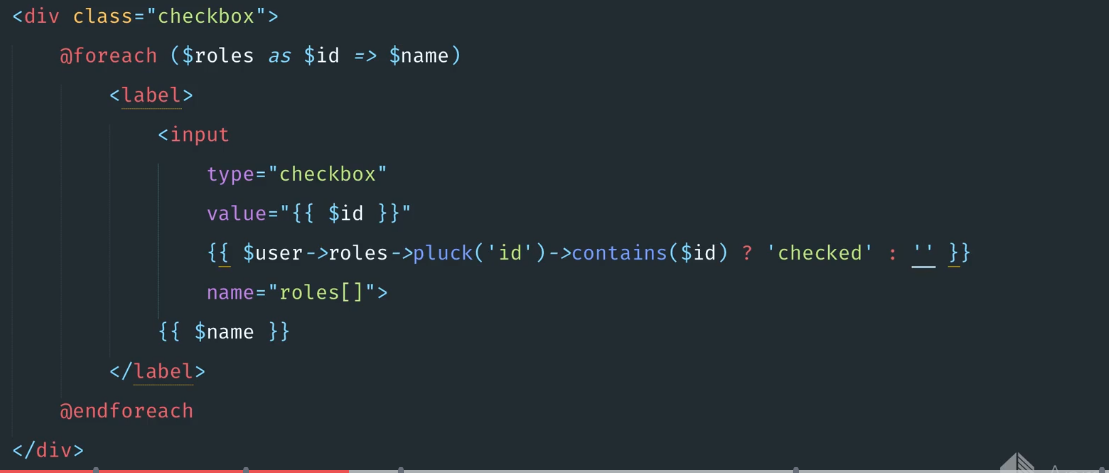 <div class="checkbox">
    @foreach ($roles as $id => $name)
        <label>
            <input
                type="checkbox"
                value="{{ $id }}"
                {{ $user->roles->pluck('id')->contains($id) ? 'checked' : '' }}
                name="roles[]">
            {{ $name }}
        </label>
    @endforeach
</div>